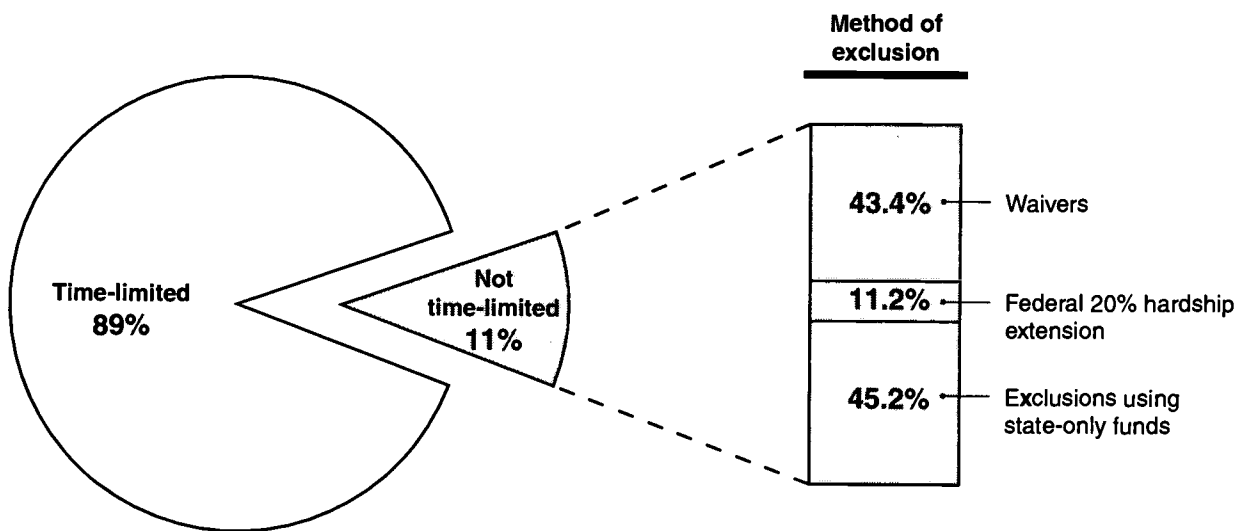 Method of
exclusion
Time-limited
89%
Not
time-limited
11%
43.4%
Waivers
11.2%
Federal 20% hardship
extension
45.2%
Exclusions using
state-only funds